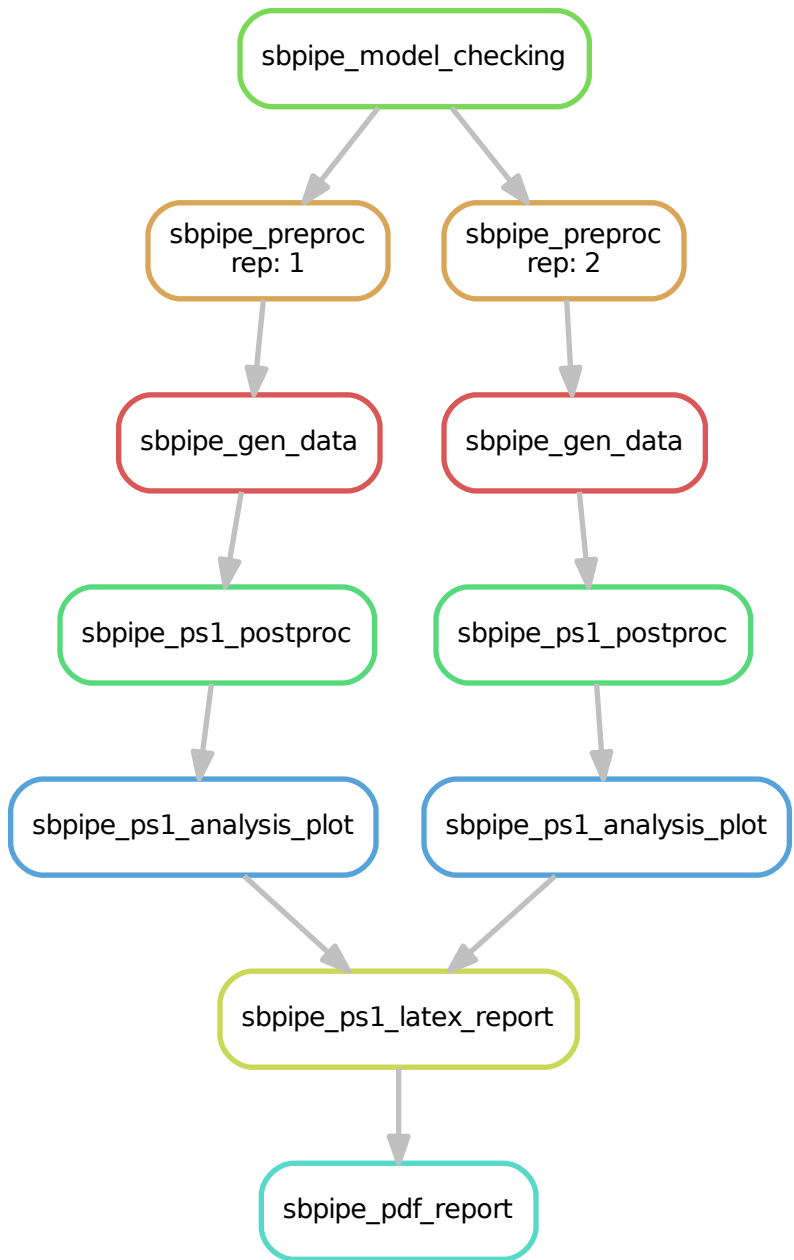 sbpipe_model_checking
sbpipe_preproc
rep: 1
sbpipe_preproc
rep: 2
sbpipe_gen_data
sbpipe_gen_data
sbpipe_ps1_postproc
sbpipe_ps1_postproc
sbpipe_ps1_analysis_plot
sbpipe_ps1_analysis_plot
sbpipe_ps1_latex_report
sbpipe_pdf_report